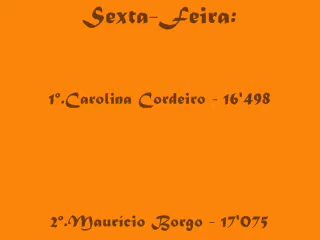 Sexta-Feira:
1º.Carolina Cordeiro - 16'498
2º.Maurício Borgo - 17'075